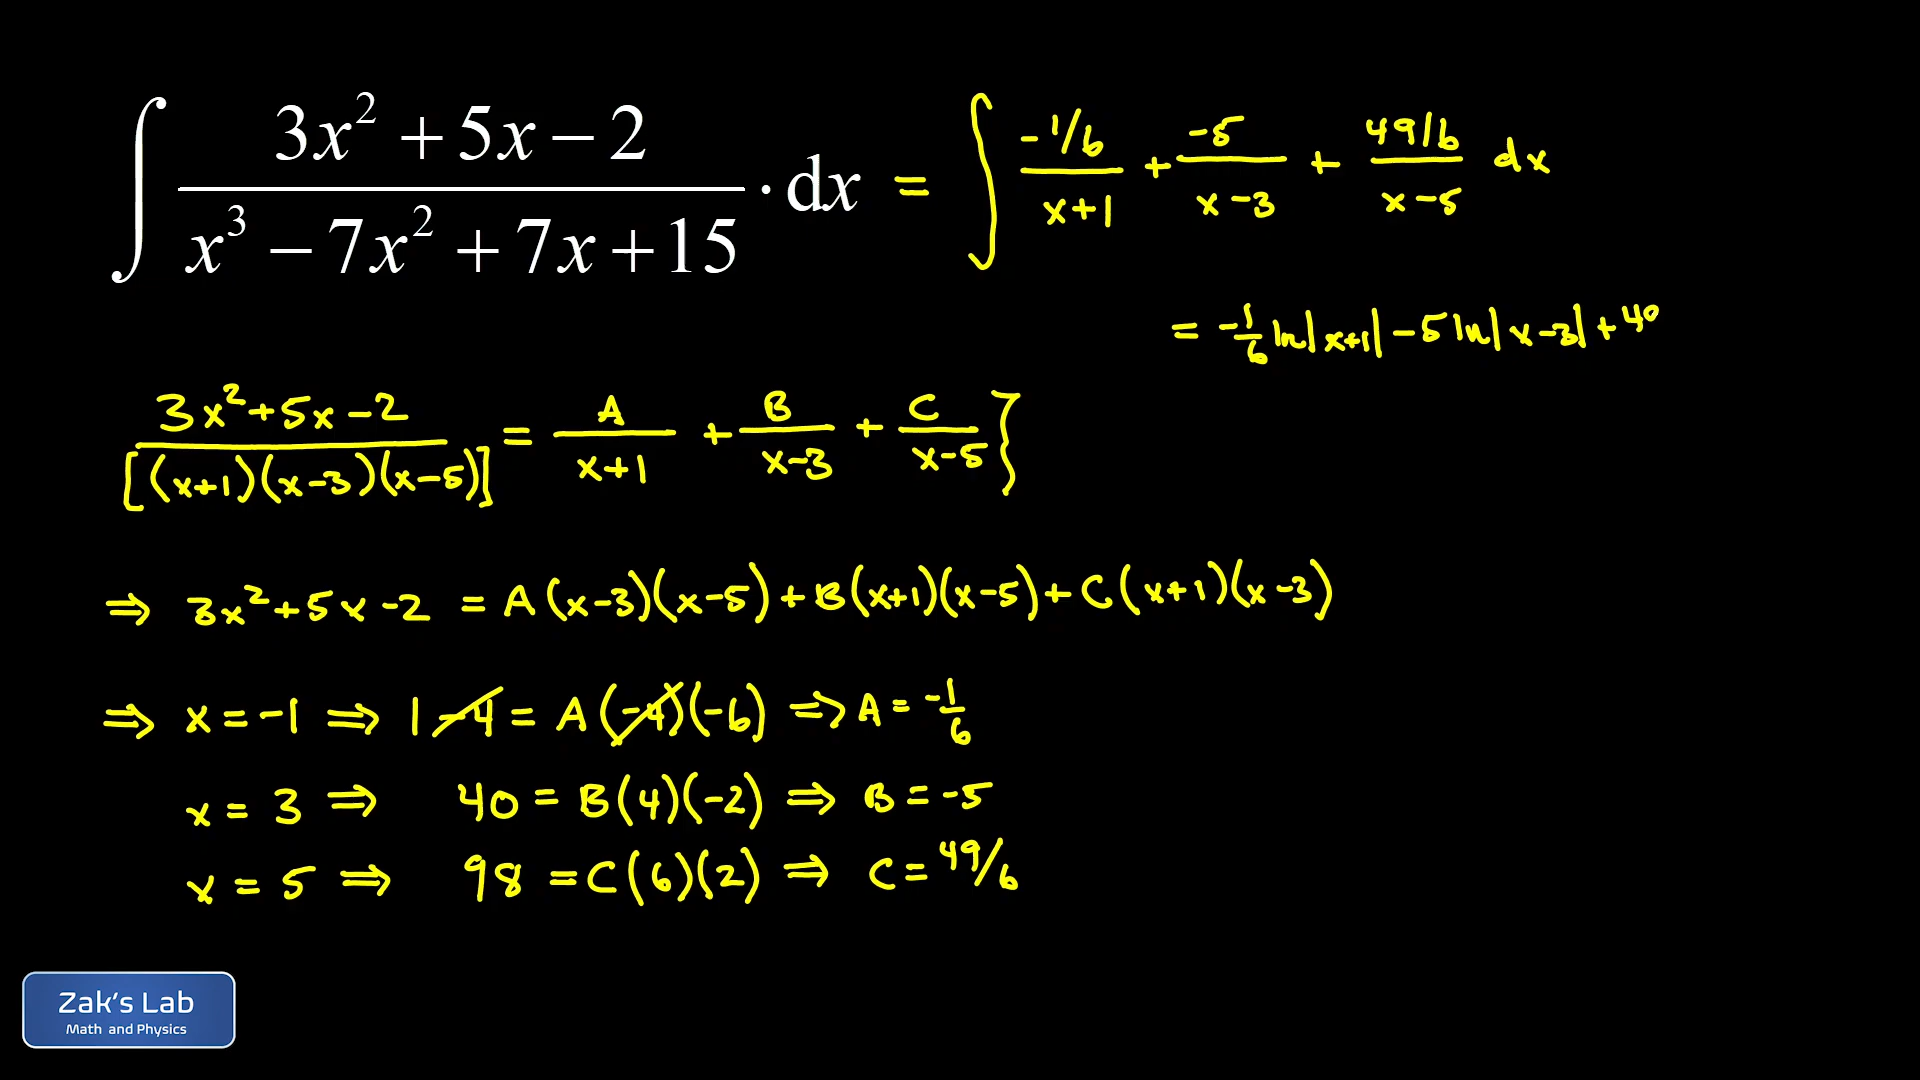 ∫ (3x² + 5x − 2)/(x³ − 7x² + 7x + 15) · dx = ∫ (-1/6)/(x+1) + (-5)/(x-3) + (49/6)/(x-5) dx
= -1/6 ln|x+1| - 5 ln|x-3| + 49
(3x²+5x-2)/[(x+1)(x-3)(x-5)] = A/(x+1) + B/(x-3) + C/(x-5) }
⇒ 3x²+5x-2 = A(x-3)(x-5) + B(x+1)(x-5) + C(x+1)(x-3)
⇒ x = -1 ⇒ 1 -4 = A(-4)(-6) ⇒ A = -1/6
x = 3 ⇒ 40 = B(4)(-2) ⇒ B = -5
x = 5 ⇒ 98 = C(6)(2) ⇒ C = 49/6
Zak's Lab
Math and Physics